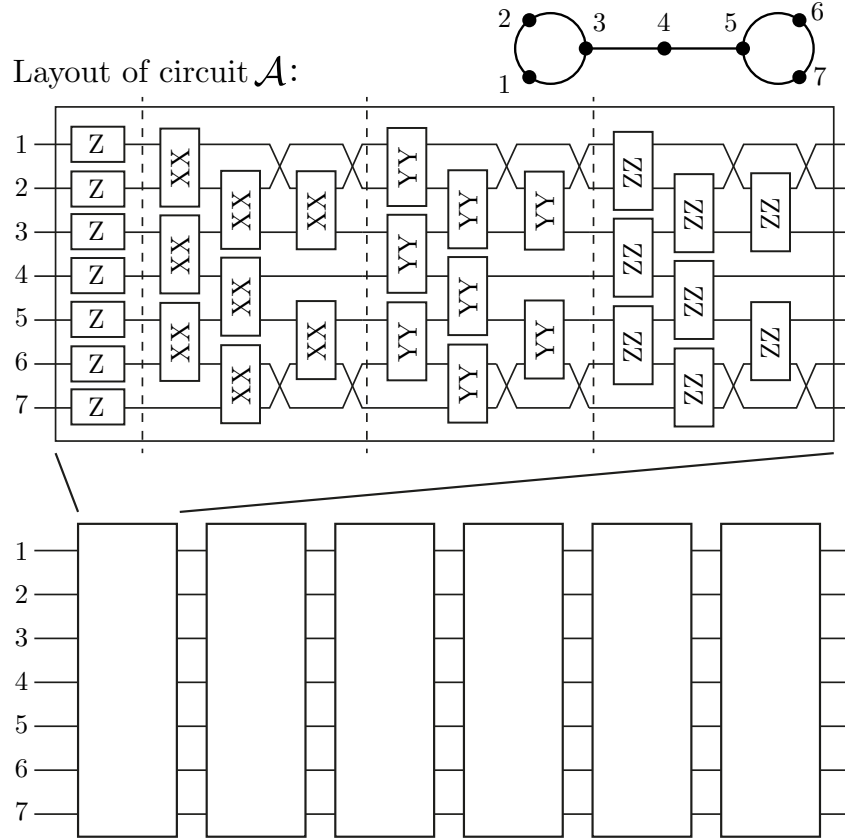 2 3 4 5 6
1 7
Layout of circuit 𝒜:
1 Z XX YY ZZ
2 Z XX XX YY YY ZZ ZZ
3 Z XX YY ZZ
4 Z XX YY ZZ
5 Z XX XX YY YY ZZ ZZ
6 Z XX YY ZZ
7 Z
1
2
3
4
5
6
7